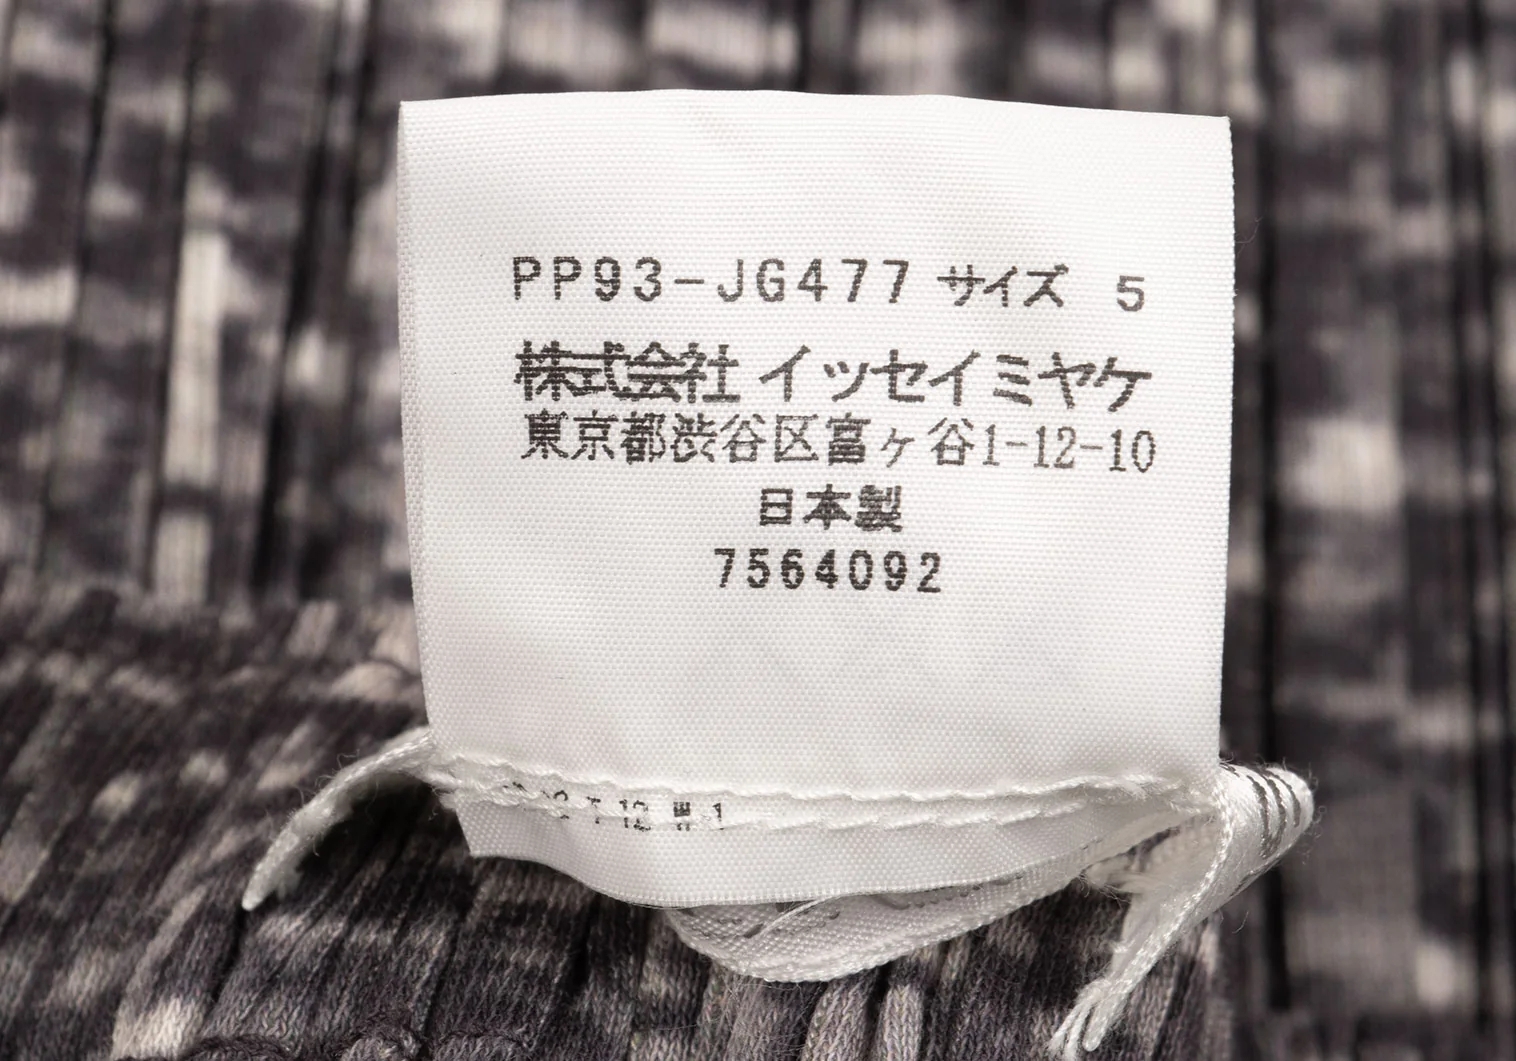 PP93-JG477 サイズ 5
株式会社 イッセイミヤケ
東京都渋谷区富ヶ谷1-12-10
日本製
7564092